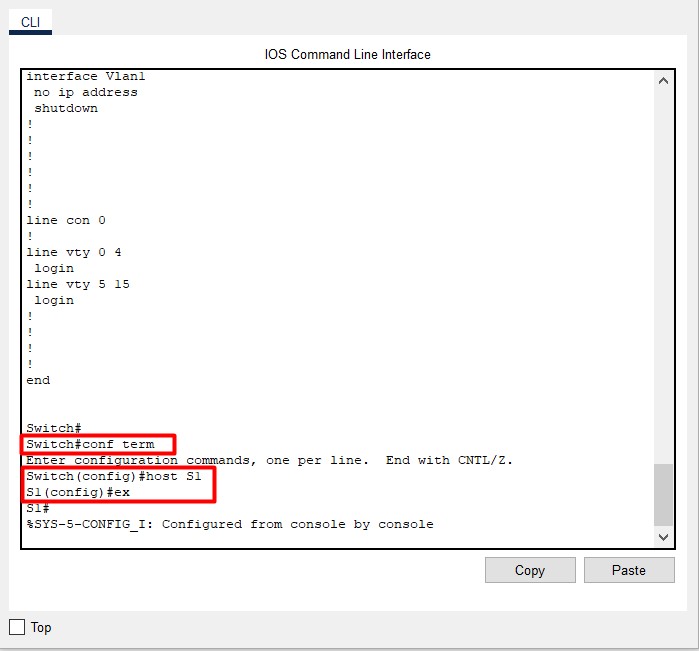 CLI
IOS Command Line Interface
interface Vlan1
 no ip address
 shutdown
!
!
!
!
!
!
line con 0
!
line vty 0 4
 login
line vty 5 15
 login
!
!
!
!
end
Switch#
Switch#conf term
Enter configuration commands, one per line.  End with CNTL/Z.
Switch(config)#host S1
S1(config)#ex
S1#
%SYS-5-CONFIG_I: Configured from console by console
Copy Paste
Top